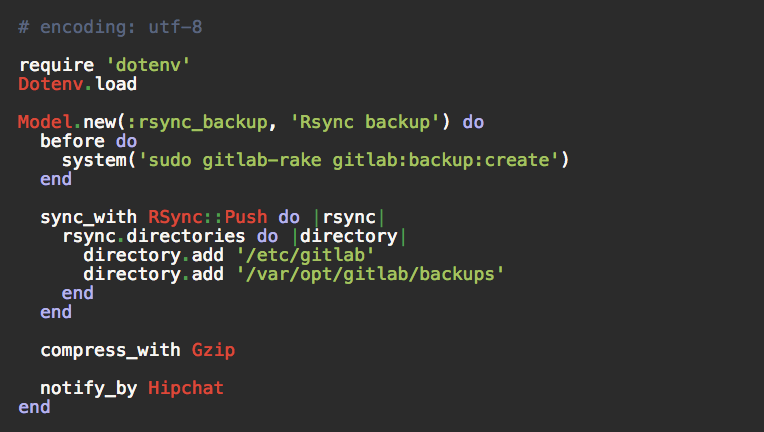 # encoding: utf-8

require 'dotenv'
Dotenv.load

Model.new(:rsync_backup, 'Rsync backup') do
  before do
    system('sudo gitlab-rake gitlab:backup:create')
  end

  sync_with RSync::Push do |rsync|
    rsync.directories do |directory|
      directory.add '/etc/gitlab'
      directory.add '/var/opt/gitlab/backups'
    end
  end

  compress_with Gzip

  notify_by Hipchat
end